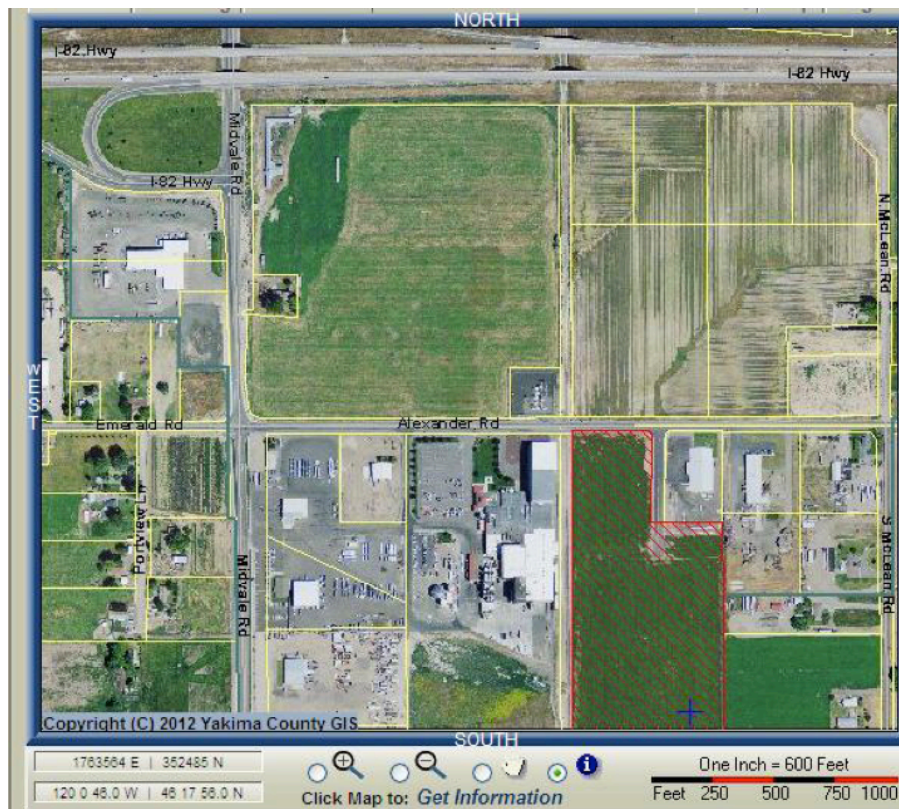 NORTH
I-82 Hwy
I-82 Hwy
Midvale Rd
I-82 Hwy
N McLean Rd
WEST
Emerald Rd
Alexander Rd
Portview Ln
Midvale Rd
S McLean Rd
Copyright (C) 2012 Yakima County GIS
SOUTH
1763564 E | 352485 N
One Inch = 600 Feet
120 0 46.0 W | 46 17 56.0 N
Click Map to: Get Information
Feet 250 500 750 1000